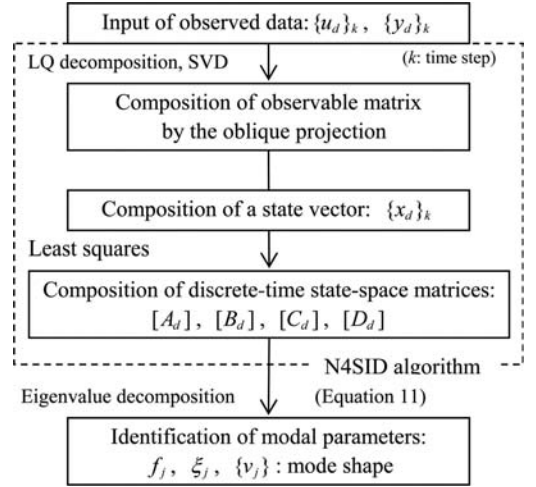 Input of observed data: {u_d}_k, {y_d}_k
LQ decomposition, SVD
(k: time step)
Composition of observable matrix
by the oblique projection
Composition of a state vector: {x_d}_k
Least squares
Composition of discrete-time state-space matrices:
[A_d], [B_d], [C_d], [D_d]
N4SID algorithm
Eigenvalue decomposition
(Equation 11)
Identification of modal parameters:
f_j, ξ_j, {v_j} : mode shape